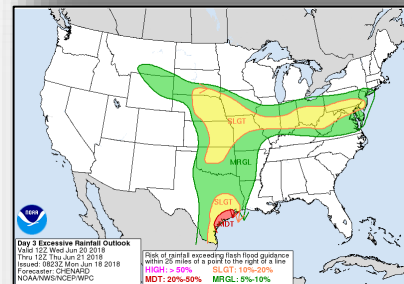 SLGT
MRGL
SLGT
MDT
NOAA
Day 3 Excessive Rainfall Outlook
Valid 12Z Wed Jun 20 2018
Thru 12Z Thu Jun 21 2018
Issued: 0823Z Mon Jun 18 2018
Forecaster: CHENARD
NOAA/NWS/NCEP/WPC
Risk of rainfall exceeding flash flood guidance
within 25 miles of a point to the right of a line
HIGH: > 50% SLGT: 10%-20%
MDT: 20%-50% MRGL: 5%-10%